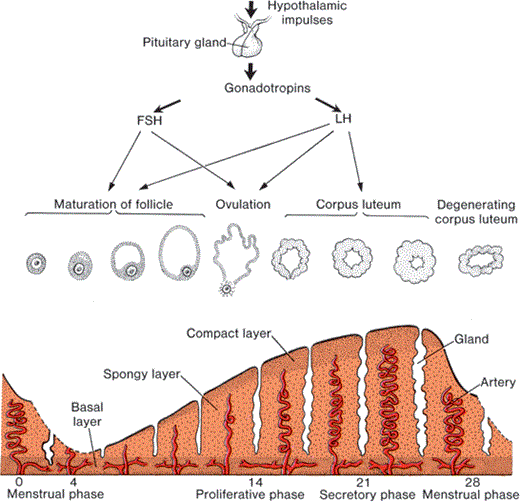 Hypothalamic
impulses
Pituitary gland
Gonadotropins
FSH
LH
Maturation of follicle
Ovulation
Corpus luteum
Degenerating
corpus luteum
Compact layer
Gland
Spongy layer
Artery
Basal
layer
0 4 14 21 28
Menstrual phase Proliferative phase Secretory phase Menstrual phase